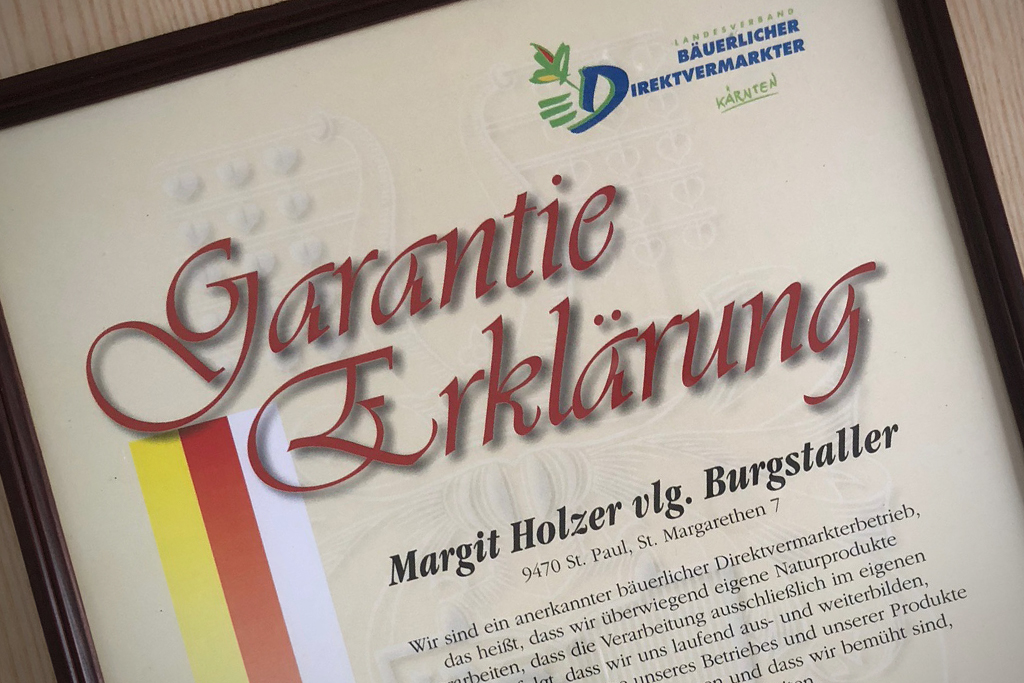 LANDESVERBAND
BÄUERLICHER
DIREKTVERMARKTER
KÄRNTEN
Garantie
Erklärung
Margit Holzer vlg. Burgstaller
9470 St. Paul, St. Margarethen 7
Wir sind ein anerkannter bäuerlicher Direktvermarkterbetrieb,
das heißt, dass wir überwiegend eigene Naturprodukte
arbeiten, dass die Verarbeitung ausschließlich im eigenen
dass wir uns laufend aus- und weiterbilden,
unseres Betriebes und unserer Produkte
und dass wir bemüht sind,